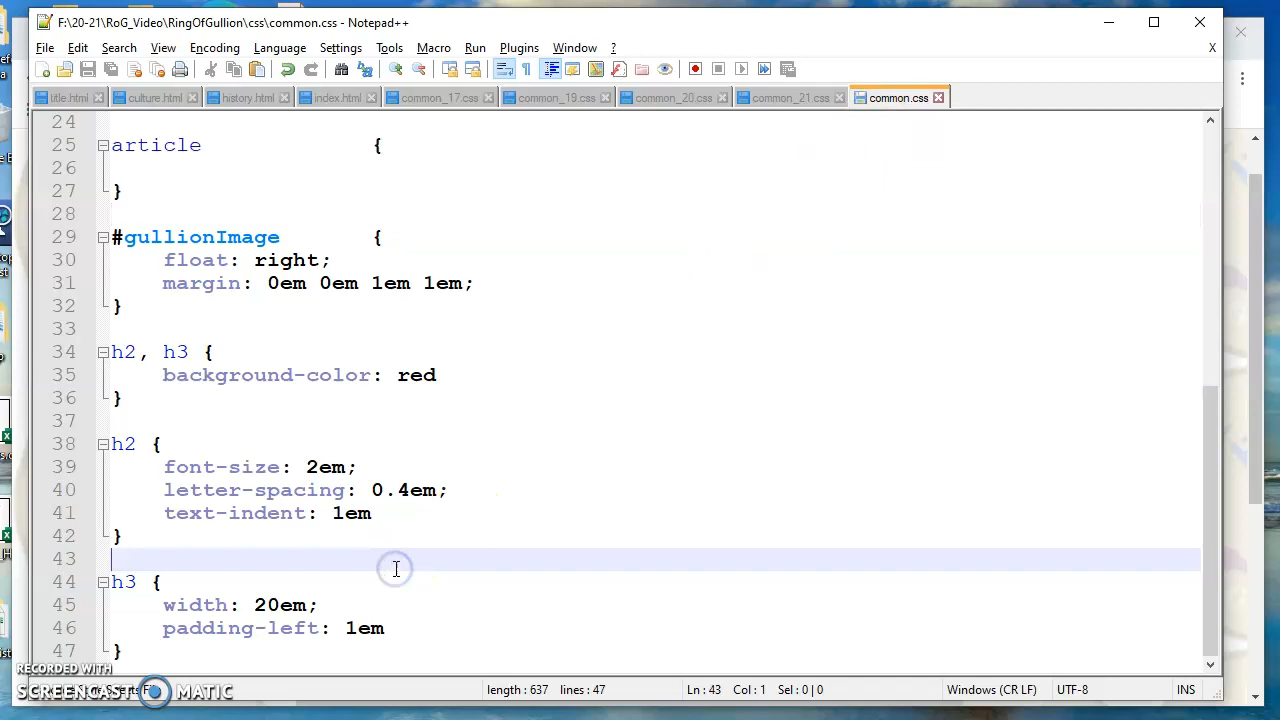 F:\20-21\RoG_Video\RingOfGullion\css\common.css - Notepad++
File Edit Search View Encoding Language Settings Tools Macro Run Plugins Window ? X
title.html culture.html history.html index.html common_17.css common_19.css common_20.css common_21.css common.css
24
25 article {
26
27 }
28
29 #gullionImage {
30 float: right;
31 margin: 0em 0em 1em 1em;
32 }
33
34 h2, h3 {
35 background-color: red
36 }
37
38 h2 {
39 font-size: 2em;
40 letter-spacing: 0.4em;
41 text-indent: 1em
42 }
43
44 h3 {
45 width: 20em;
46 padding-left: 1em
47 }
RECORDED WITH
SCREENCAST MATIC
length : 637 lines : 47 Ln : 43 Col : 1 Sel : 0 | 0 Windows (CR LF) UTF-8 INS